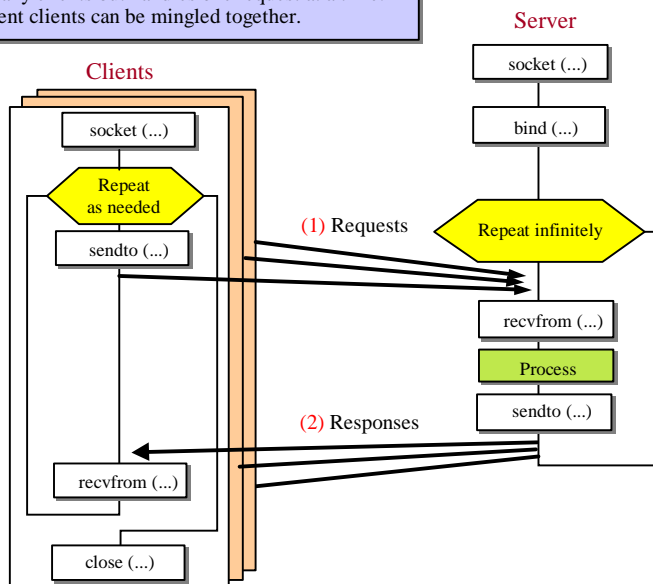 ent clients can be mingled together.
Server
Clients
socket (...)
socket (...)
bind (...)
Repeat
as needed
Repeat infinitely
(1) Requests
sendto (...)
recvfrom (...)
Process
sendto (...)
(2) Responses
recvfrom (...)
close (...)